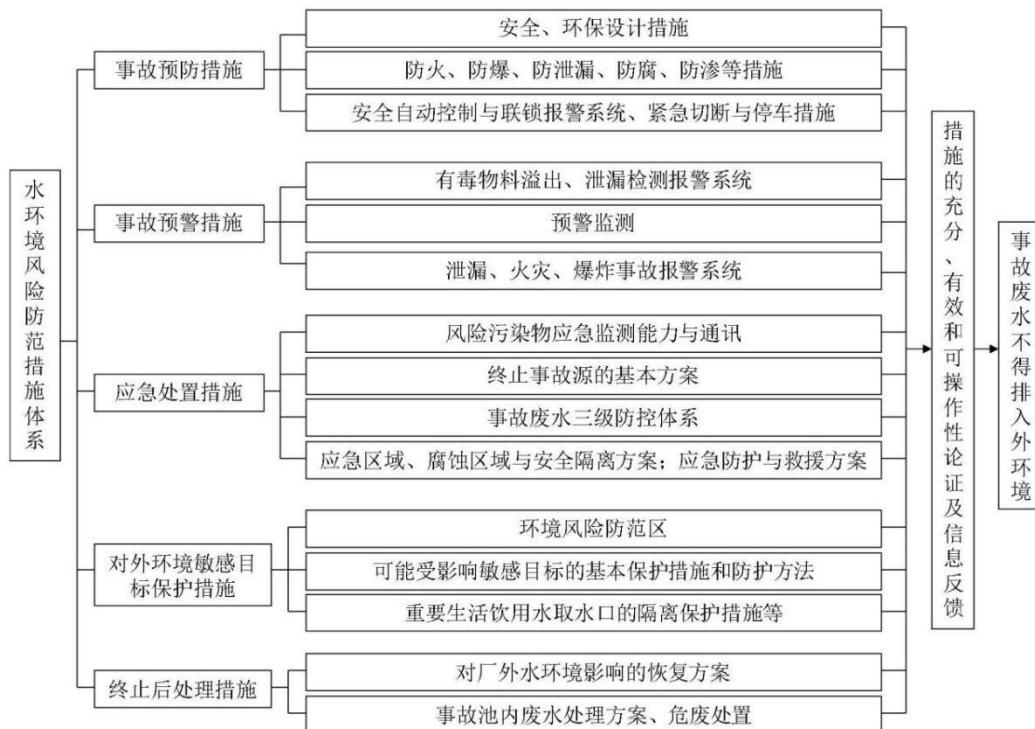 水环境风险防范措施体系
事故预防措施
安全、环保设计措施
防火、防爆、防泄漏、防腐、防渗等措施
安全自动控制与联锁报警系统、紧急切断与停车措施
事故预警措施
有毒物料溢出、泄漏检测报警系统
预警监测
泄漏、火灾、爆炸事故报警系统
应急处置措施
风险污染物应急监测能力与通讯
终止事故源的基本方案
事故废水三级防控体系
应急区域、腐蚀区域与安全隔离方案；应急防护与救援方案
对外环境敏感目
标保护措施
环境风险防范区
可能受影响敏感目标的基本保护措施和防护方法
重要生活饮用水取水口的隔离保护措施等
终止后处理措施
对厂外水环境影响的恢复方案
事故池内废水处理方案、危废处置
措施的充分、有效和可操作性论证及信息反馈
事故废水不得排入外环境